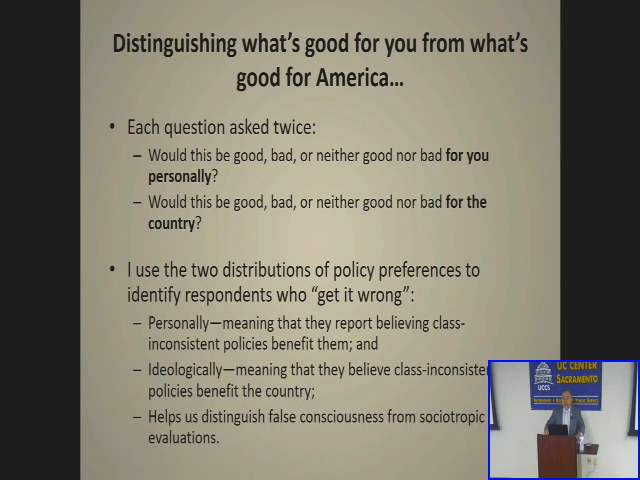 Distinguishing what's good for you from what's
good for America…
• Each question asked twice:
– Would this be good, bad, or neither good nor bad for you
personally?
– Would this be good, bad, or neither good nor bad for the
country?
• I use the two distributions of policy preferences to
identify respondents who “get it wrong”:
– Personally—meaning that they report believing class-
inconsistent policies benefit them; and
– Ideologically—meaning that they believe class-inconsisten
policies benefit the country;
– Helps us distinguish false consciousness from sociotropic
evaluations.
UC CENTER
SACRAMENTO
UCCS